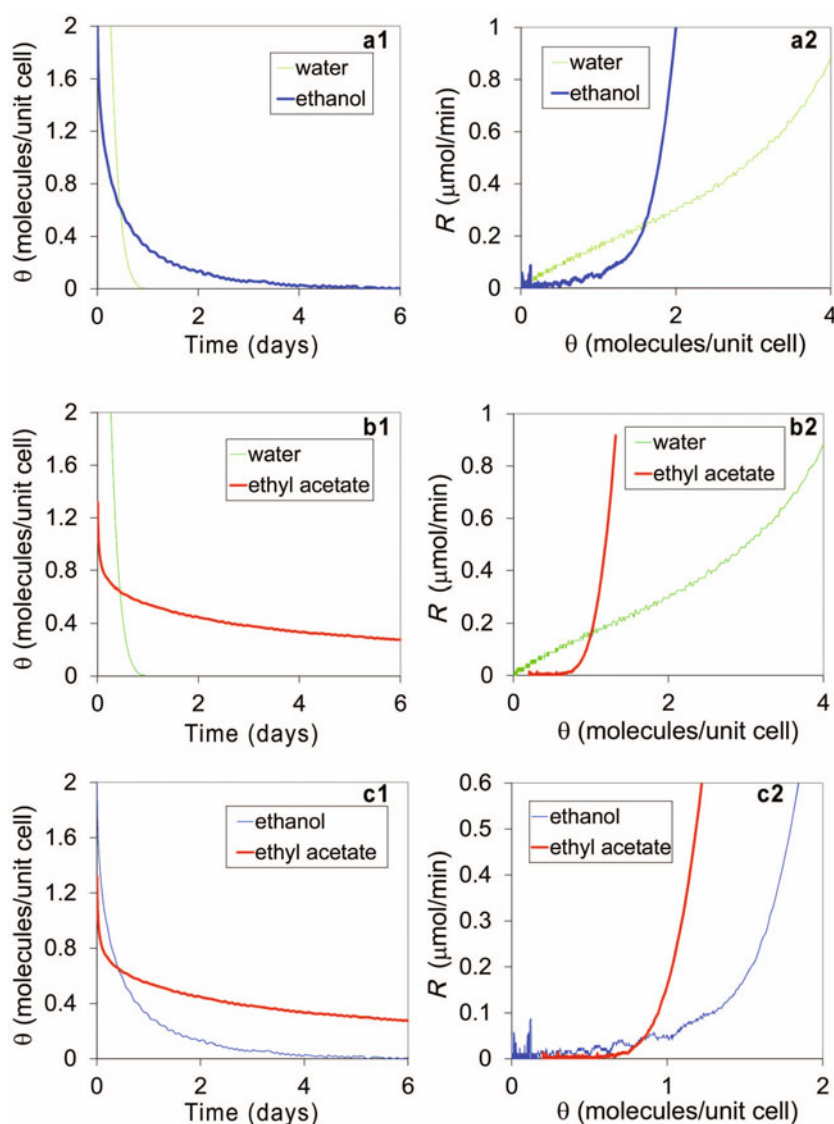 a1
θ (molecules/unit cell)
2
1.6
1.2
0.8
0.4
0
water
ethanol
0 2 4 6
Time (days)
a2
R (μmol/min)
1
0.8
0.6
0.4
0.2
0
water
ethanol
0 2 4
θ (molecules/unit cell)
b1
θ (molecules/unit cell)
2
1.6
1.2
0.8
0.4
0
water
ethyl acetate
0 2 4 6
Time (days)
b2
R (μmol/min)
1
0.8
0.6
0.4
0.2
0
water
ethyl acetate
0 2 4
θ (molecules/unit cell)
c1
θ (molecules/unit cell)
2
1.6
1.2
0.8
0.4
0
ethanol
ethyl acetate
0 2 4 6
Time (days)
c2
R (μmol/min)
0.6
0.5
0.4
0.3
0.2
0.1
0
ethanol
ethyl acetate
0 1 2
θ (molecules/unit cell)